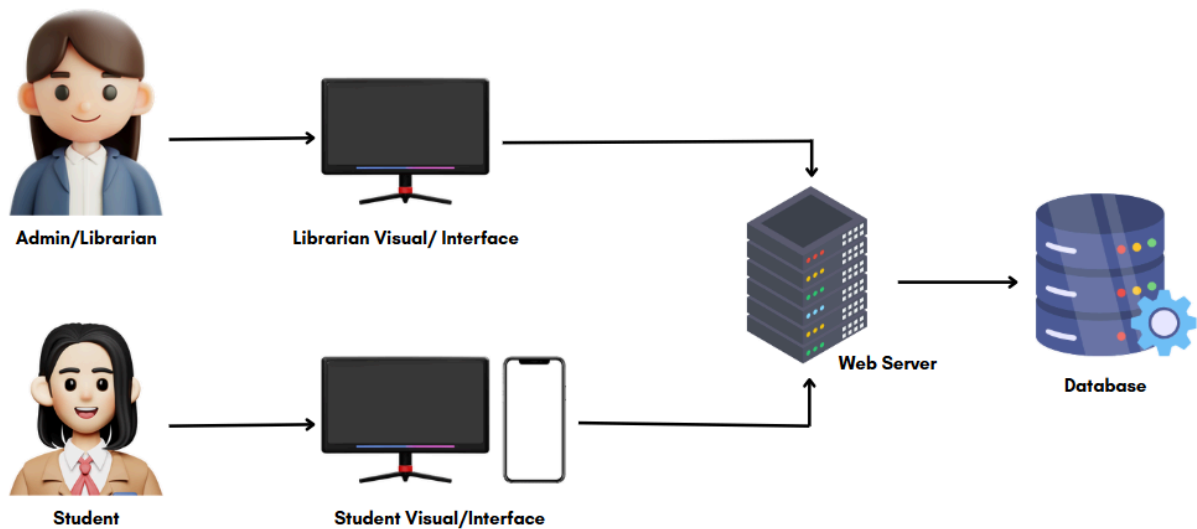 Admin/Librarian
Librarian Visual/ Interface
Web Server
Database
Student
Student Visual/Interface